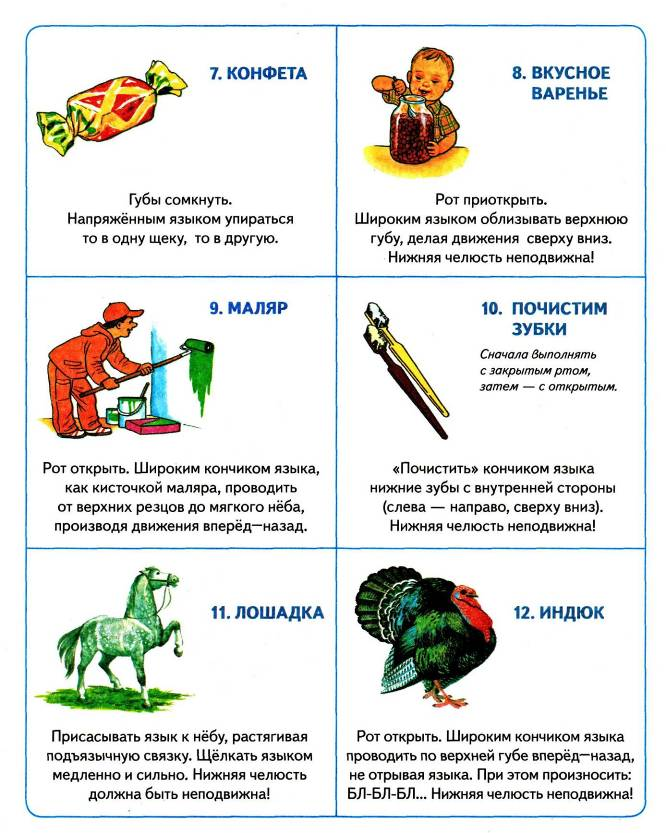 7. КОНФЕТА
Губы сомкнуть.
Напряжённым языком упираться
то в одну щеку, то в другую.
8. ВКУСНОЕ
ВАРЕНЬЕ
Рот приоткрыть.
Широким языком облизывать верхнюю
губу, делая движения сверху вниз.
Нижняя челюсть неподвижна!
9. МАЛЯР
Рот открыть. Широким кончиком языка,
как кисточкой маляра, проводить
от верхних резцов до мягкого нёба,
производя движения вперёд—назад.
10. ПОЧИСТИМ
ЗУБКИ
Сначала выполнять
с закрытым ртом,
затем — с открытым.
«Почистить» кончиком языка
нижние зубы с внутренней стороны
(слева — направо, сверху вниз).
Нижняя челюсть неподвижна!
11. ЛОШАДКА
Присасывать язык к нёбу, растягивая
подъязычную связку. Щёлкать языком
медленно и сильно. Нижняя челюсть
должна быть неподвижна!
12. ИНДЮК
Рот открыть. Широким кончиком языка
проводить по верхней губе вперёд—назад,
не отрывая языка. При этом произносить:
БЛ-БЛ-БЛ... Нижняя челюсть неподвижна!